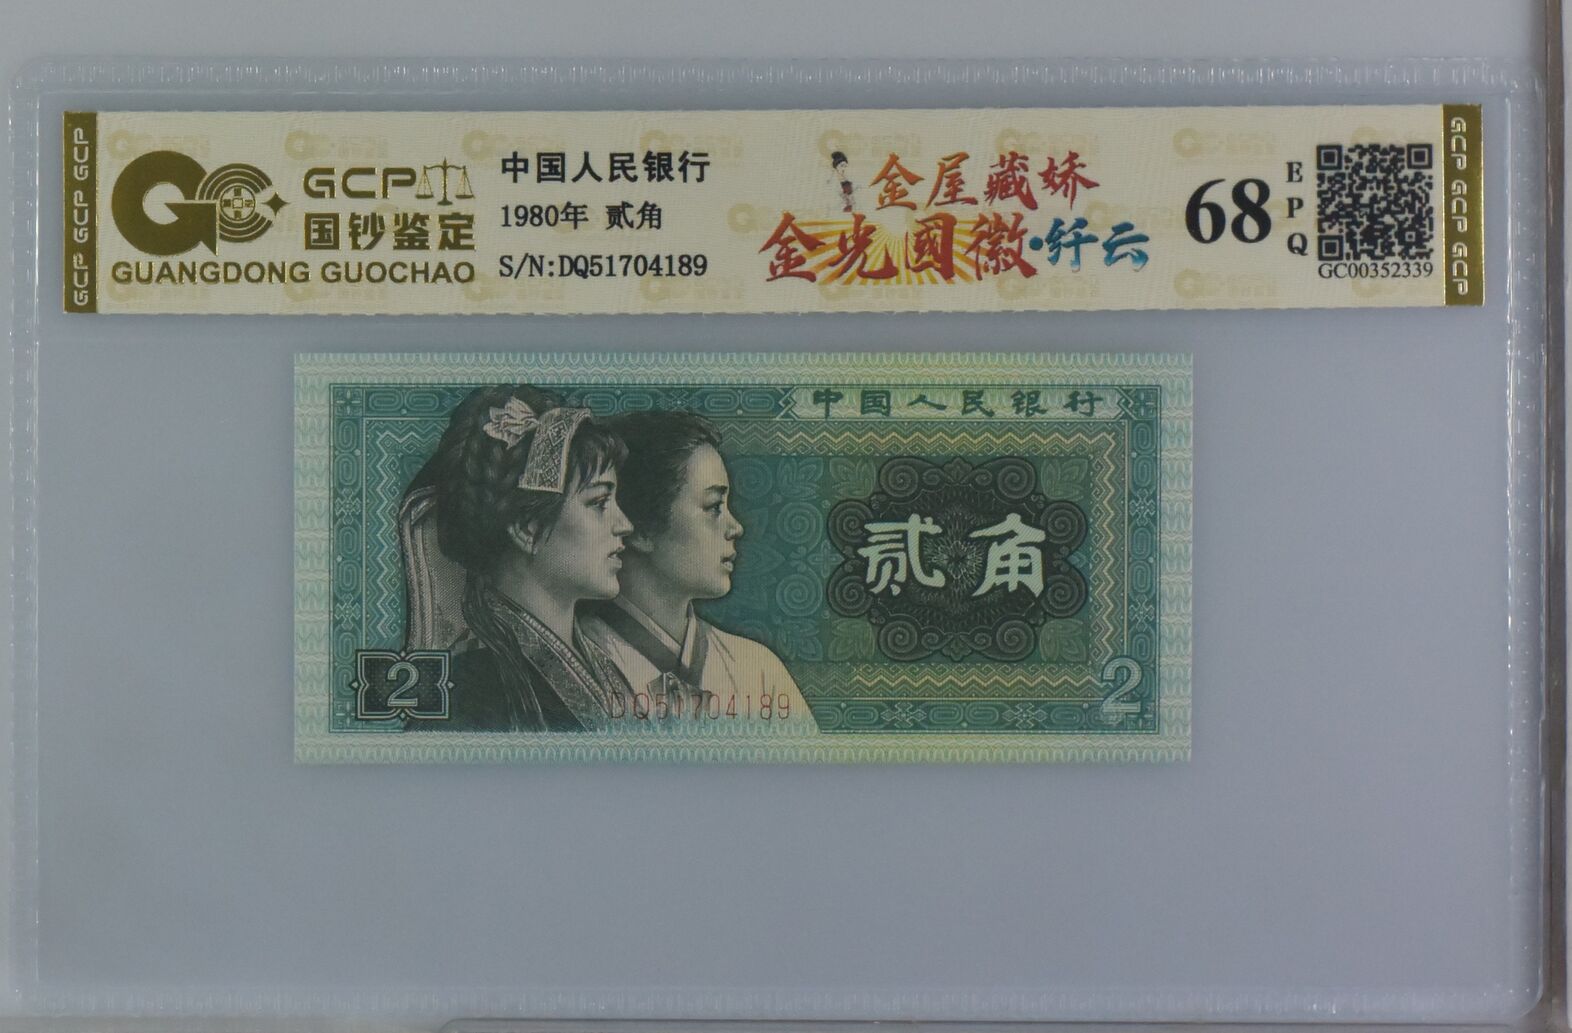 GCP
国钞鉴定
GUANGDONG GUOCHAO
中国人民银行
1980年 贰角
S/N:DQ51704189
金屋藏娇
金光國徽·纤云
68
EPQ
GC00352339
GCP GCP GCP
GCP GCP GCP
中国人民银行
贰角
2
DQ51704189
2